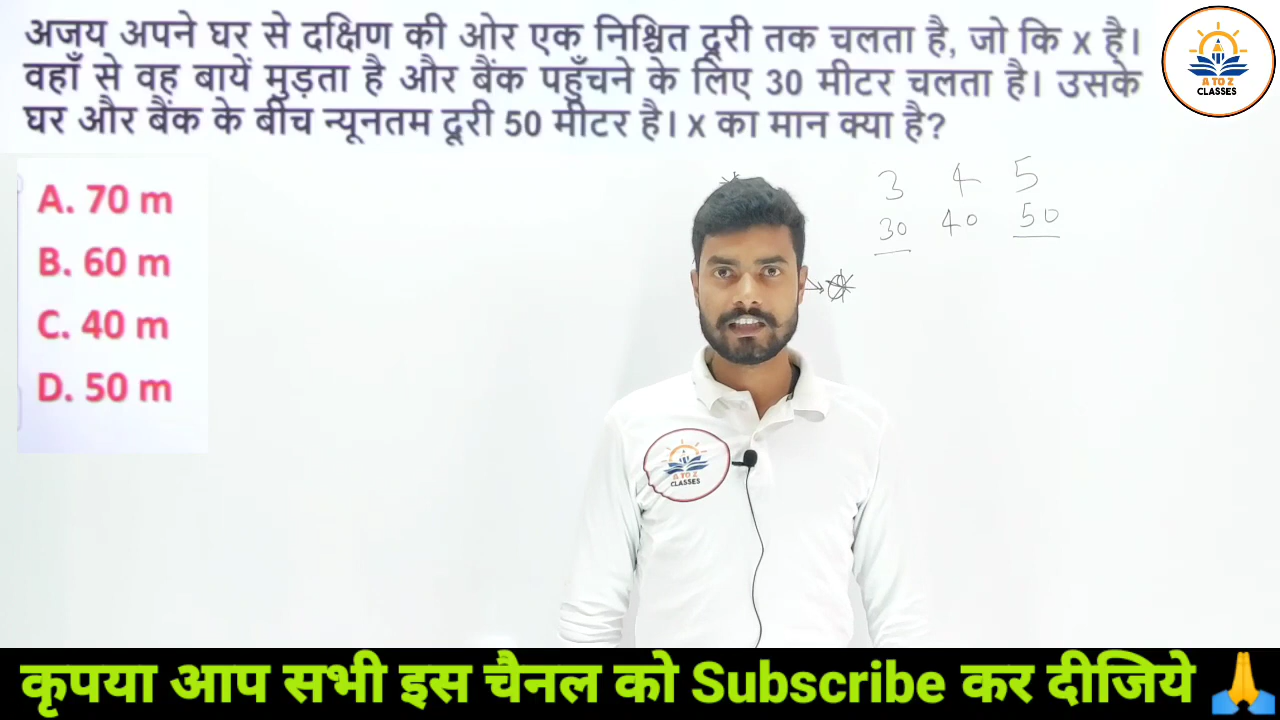 अजय अपने घर से दक्षिण की ओर एक निश्चित दूरी तक चलता है, जो कि x है।
वहाँ से वह बायें मुड़ता है और बैंक पहुँचने के लिए 30 मीटर चलता है। उसके
घर और बैंक के बीच न्यूनतम दूरी 50 मीटर है। x का मान क्या है?
A TO Z
CLASSES
A. 70 m
B. 60 m
C. 40 m
D. 50 m
3 4 5
30 40 50
A TO Z
CLASSES
कृपया आप सभी इस चैनल को Subscribe कर दीजिये 🙏